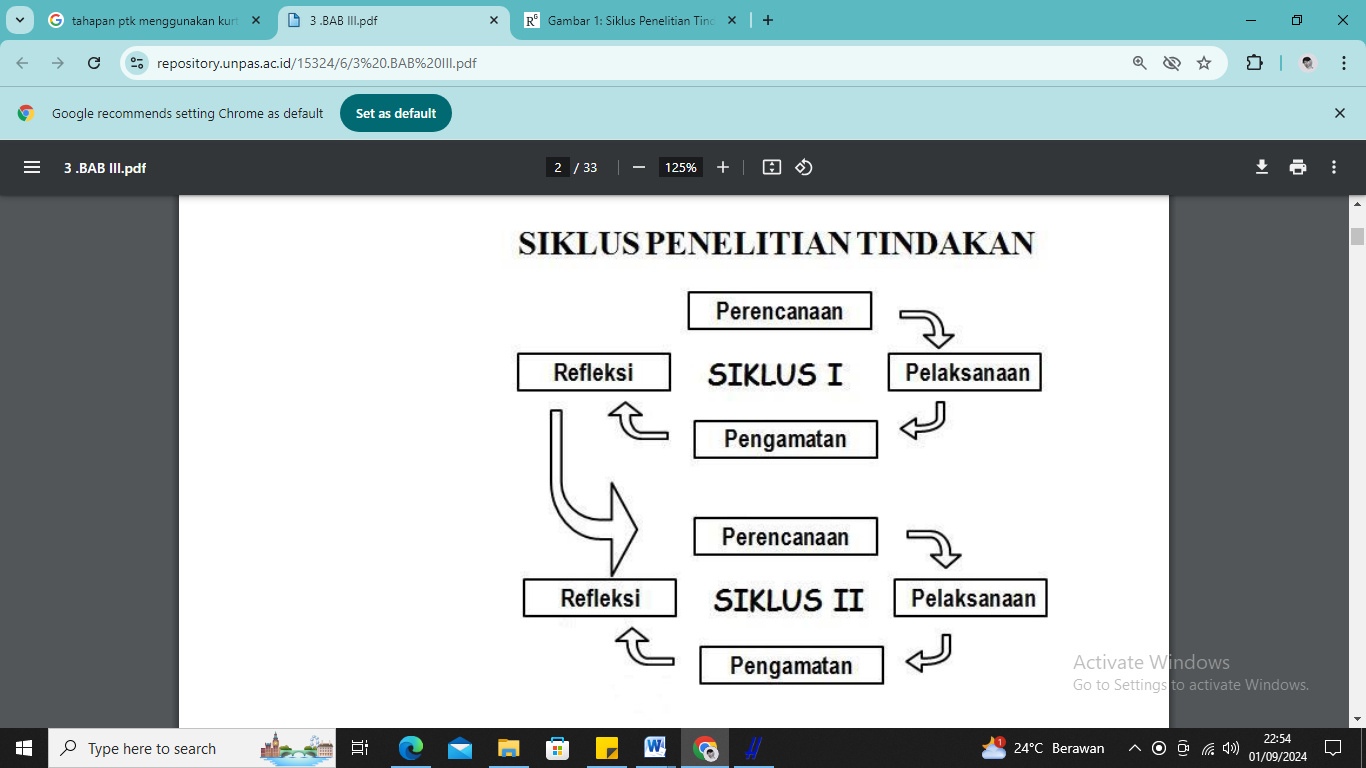 tahapan ptk menggunakan kurt
3 .BAB III.pdf
Gambar 1: Siklus Penelitian Tind
repository.unpas.ac.id/15324/6/3%20.BAB%20III.pdf
Google recommends setting Chrome as default
Set as default
3 .BAB III.pdf
2 / 33
125%
SIKLUS PENELITIAN TINDAKAN
Perencanaan
Refleksi
SIKLUS I
Pelaksanaan
Pengamatan
Perencanaan
Refleksi
SIKLUS II
Pelaksanaan
Pengamatan
Activate Windows
Go to Settings to activate Windows.
Type here to search
1
24°C Berawan
22:54
01/09/2024